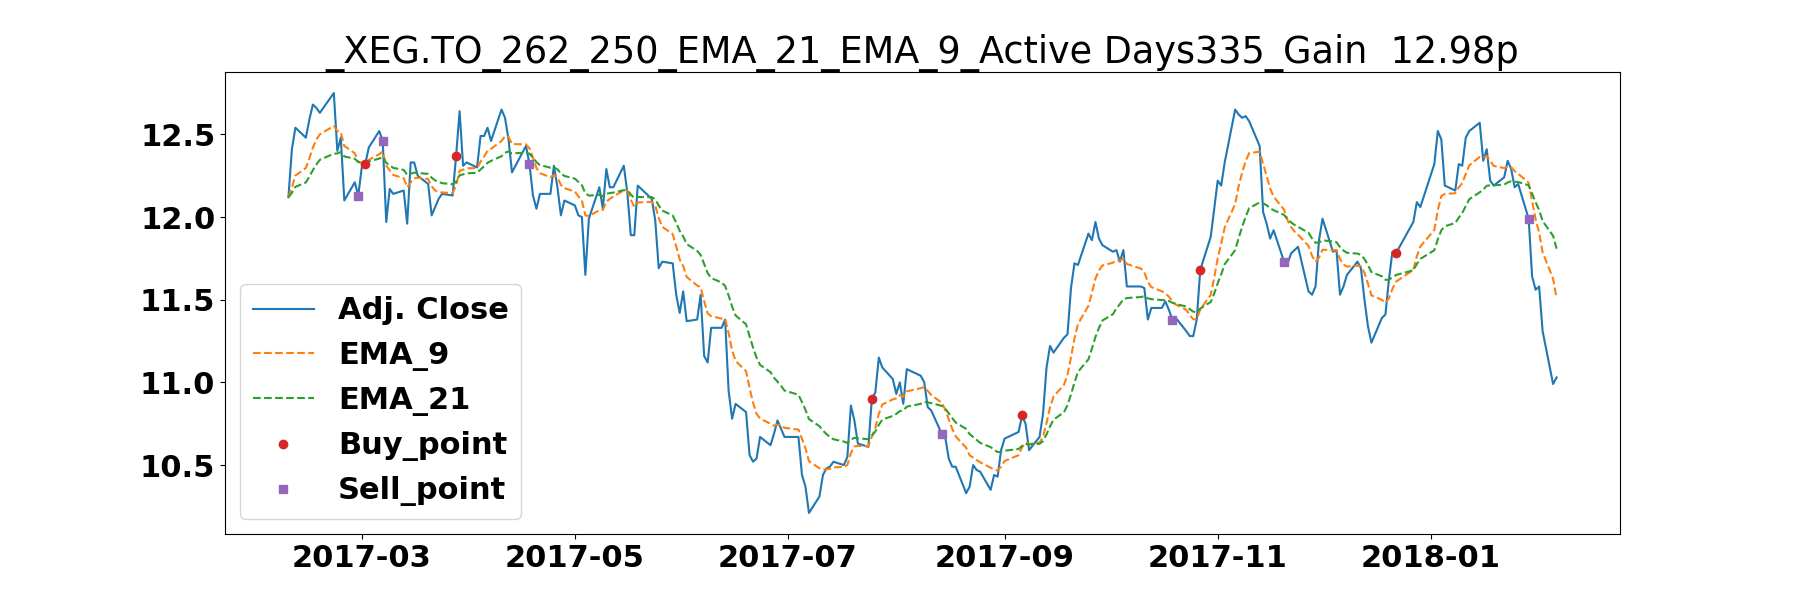 _XEG.TO_262_250_EMA_21_EMA_9_Active Days335_Gain  12.98p
12.5
12.0
11.5
11.0
10.5
Adj. Close
EMA_9
EMA_21
Buy_point
Sell_point
2017-03 2017-05 2017-07 2017-09 2017-11 2018-01